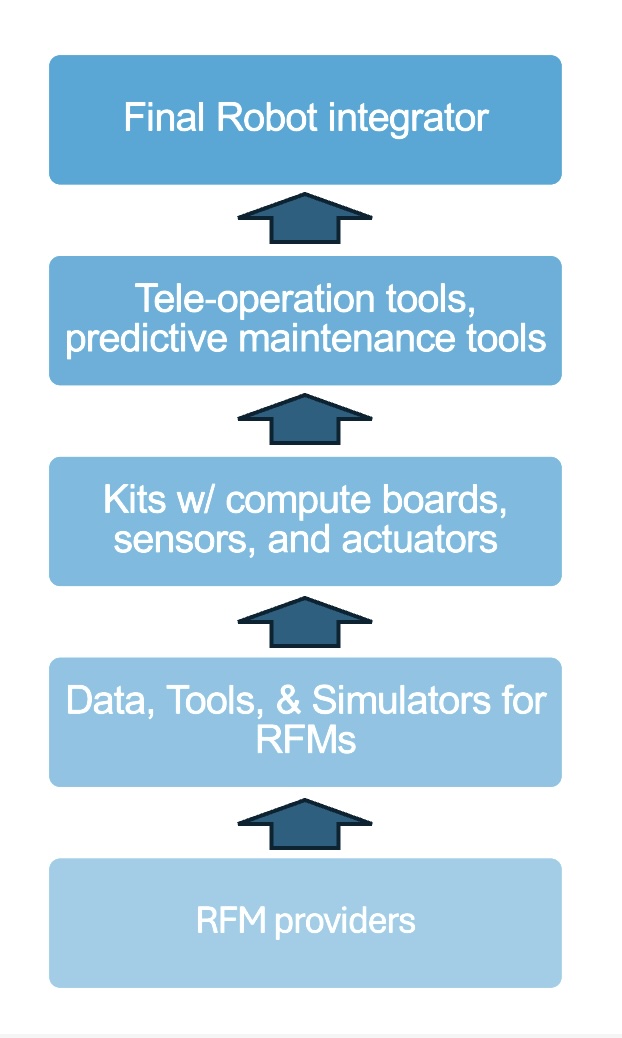 Final Robot integrator
Tele-operation tools,
predictive maintenance tools
Kits w/ compute boards,
sensors, and actuators
Data, Tools, & Simulators for
RFMs
RFM providers